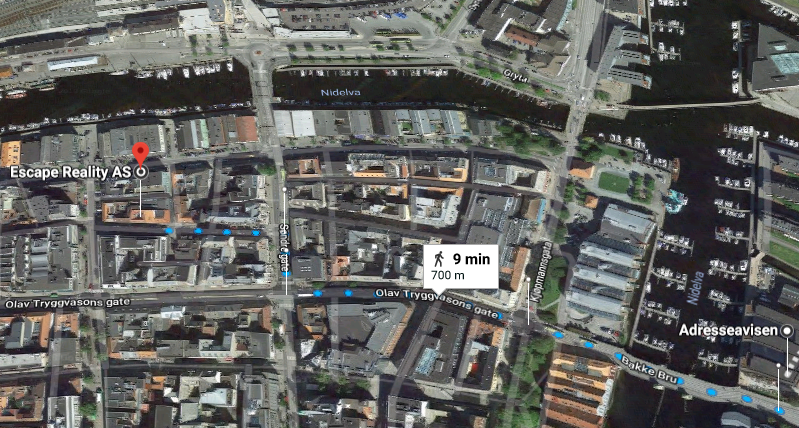 Gryta
Nidelva
Escape Reality AS
Søndre gate
Kjøpmannsgata
9 min
700 m
Olav Tryggvasons gate
Olav Tryggvasons gate
Nidelva
Adresseavisen
Bakke Bru